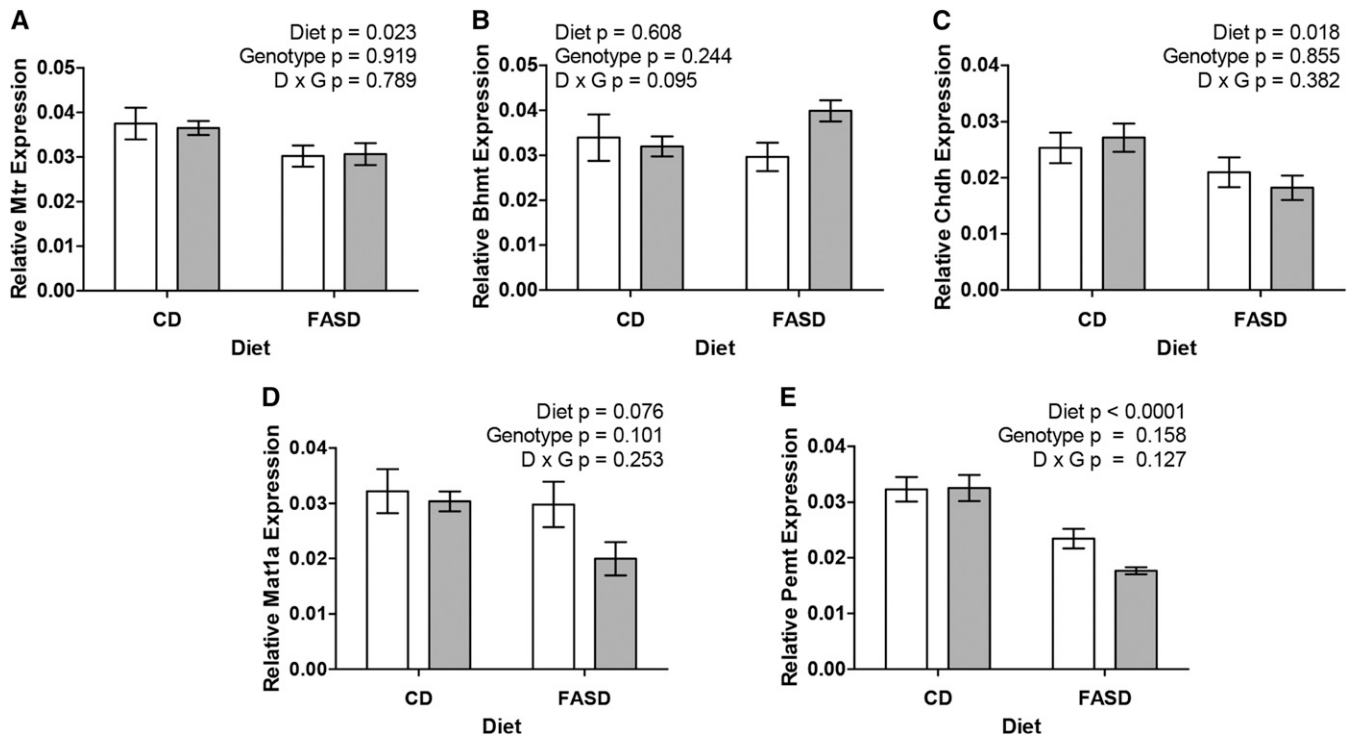 A
Diet p = 0.023
Genotype p = 0.919
D x G p = 0.789
Relative Mtr Expression
0.05
0.04
0.03
0.02
0.01
0.00
CD FASD
Diet
B
Diet p = 0.608
Genotype p = 0.244
D x G p = 0.095
Relative Bhmt Expression
0.05
0.04
0.03
0.02
0.01
0.00
CD FASD
Diet
C
Diet p = 0.018
Genotype p = 0.855
D x G p = 0.382
Relative Chdh Expression
0.04
0.03
0.02
0.01
0.00
CD FASD
Diet
D
Diet p = 0.076
Genotype p = 0.101
D x G p = 0.253
Relative Mat1a Expression
0.04
0.03
0.02
0.01
0.00
CD FASD
Diet
E
Diet p < 0.0001
Genotype p = 0.158
D x G p = 0.127
Relative Pemt Expression
0.04
0.03
0.02
0.01
0.00
CD FASD
Diet